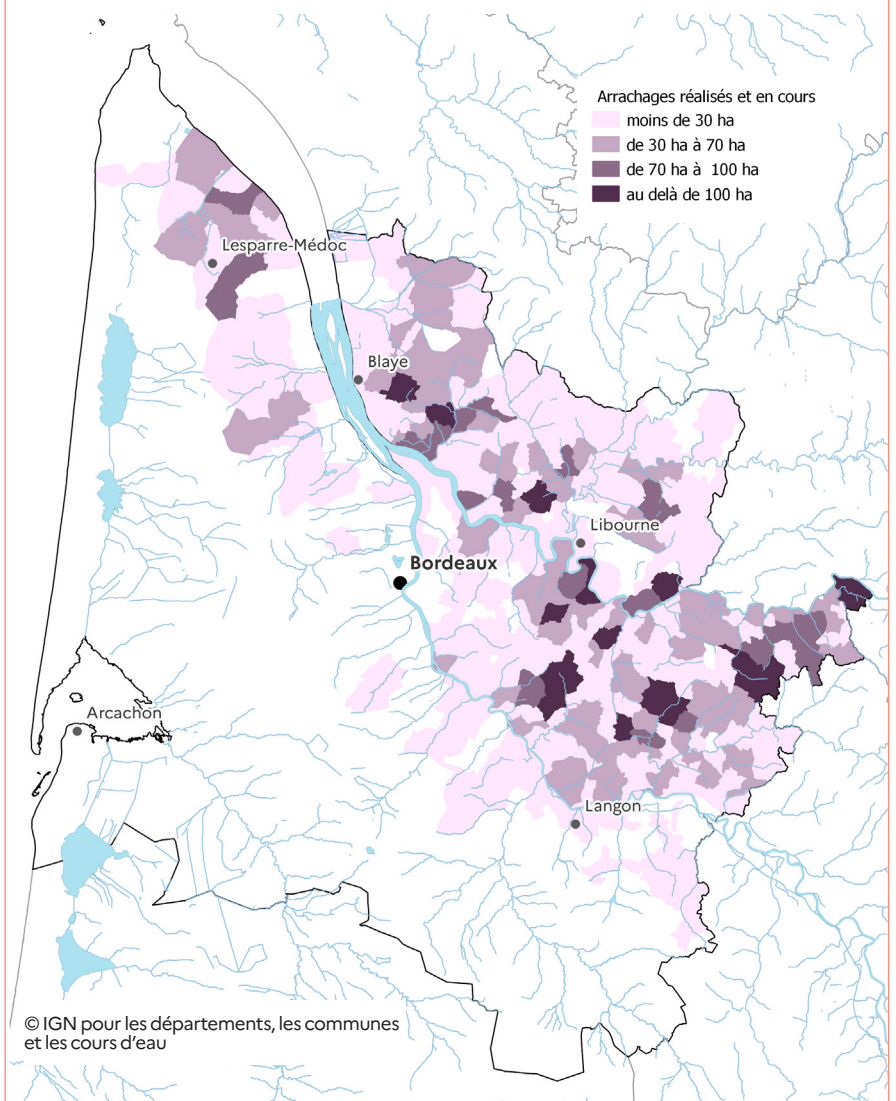 Arrachages réalisés et en cours
moins de 30 ha
de 30 ha à 70 ha
de 70 ha à 100 ha
au delà de 100 ha
Lesparre-Médoc
Blaye
Libourne
Bordeaux
Arcachon
Langon
© IGN pour les départements, les communes
et les cours d'eau